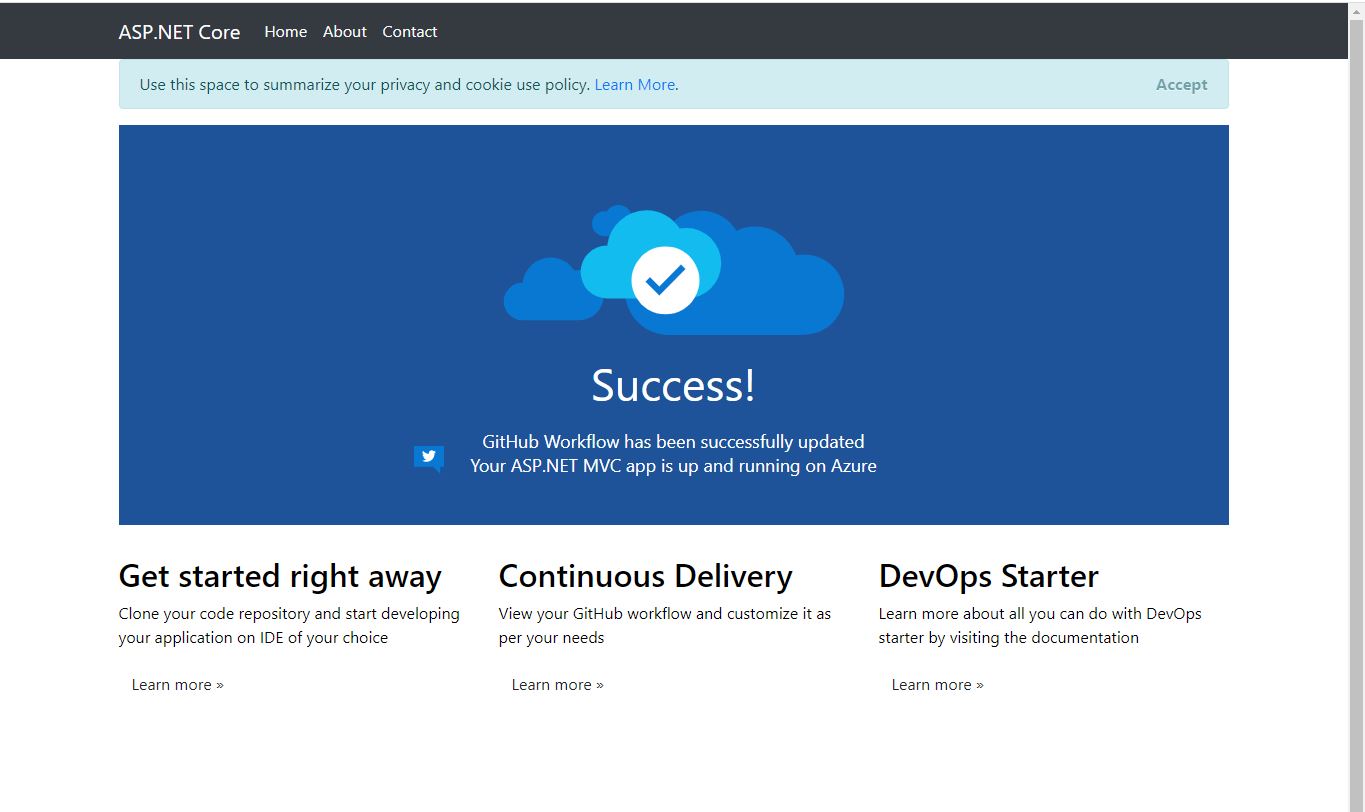 ASP.NET Core Home About Contact
Use this space to summarize your privacy and cookie use policy. Learn More. Accept
Success!
GitHub Workflow has been successfully updated
Your ASP.NET MVC app is up and running on Azure
Get started right away
Clone your code repository and start developing
your application on IDE of your choice
Learn more »
Continuous Delivery
View your GitHub workflow and customize it as
per your needs
Learn more »
DevOps Starter
Learn more about all you can do with DevOps
starter by visiting the documentation
Learn more »